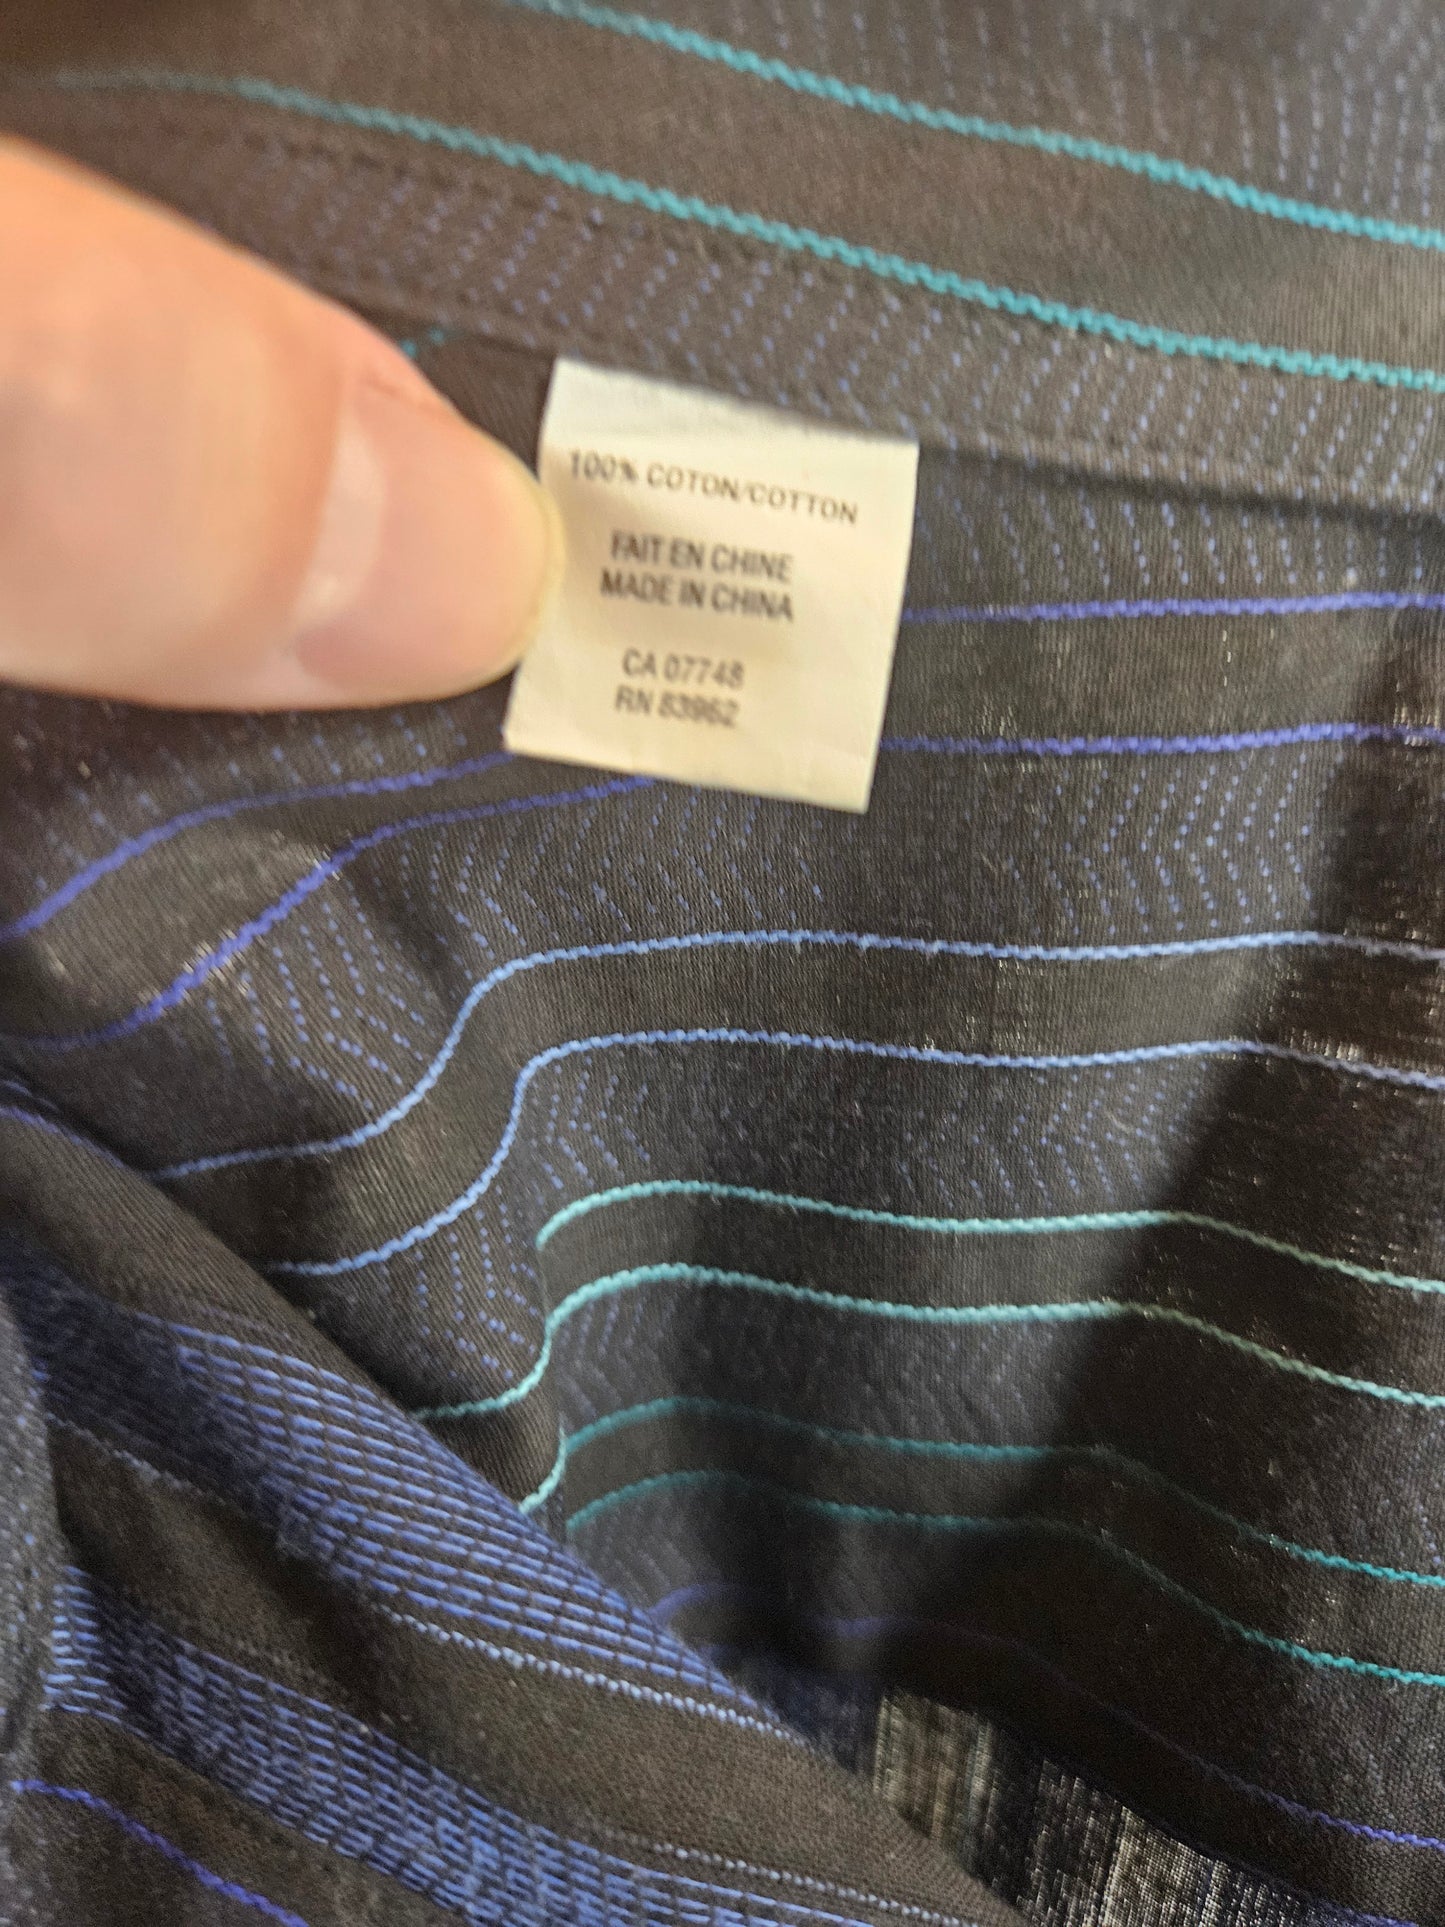 100% COTON/COTTON
FAIT EN CHINE
MADE IN CHINA
CA 07748
RN 83962